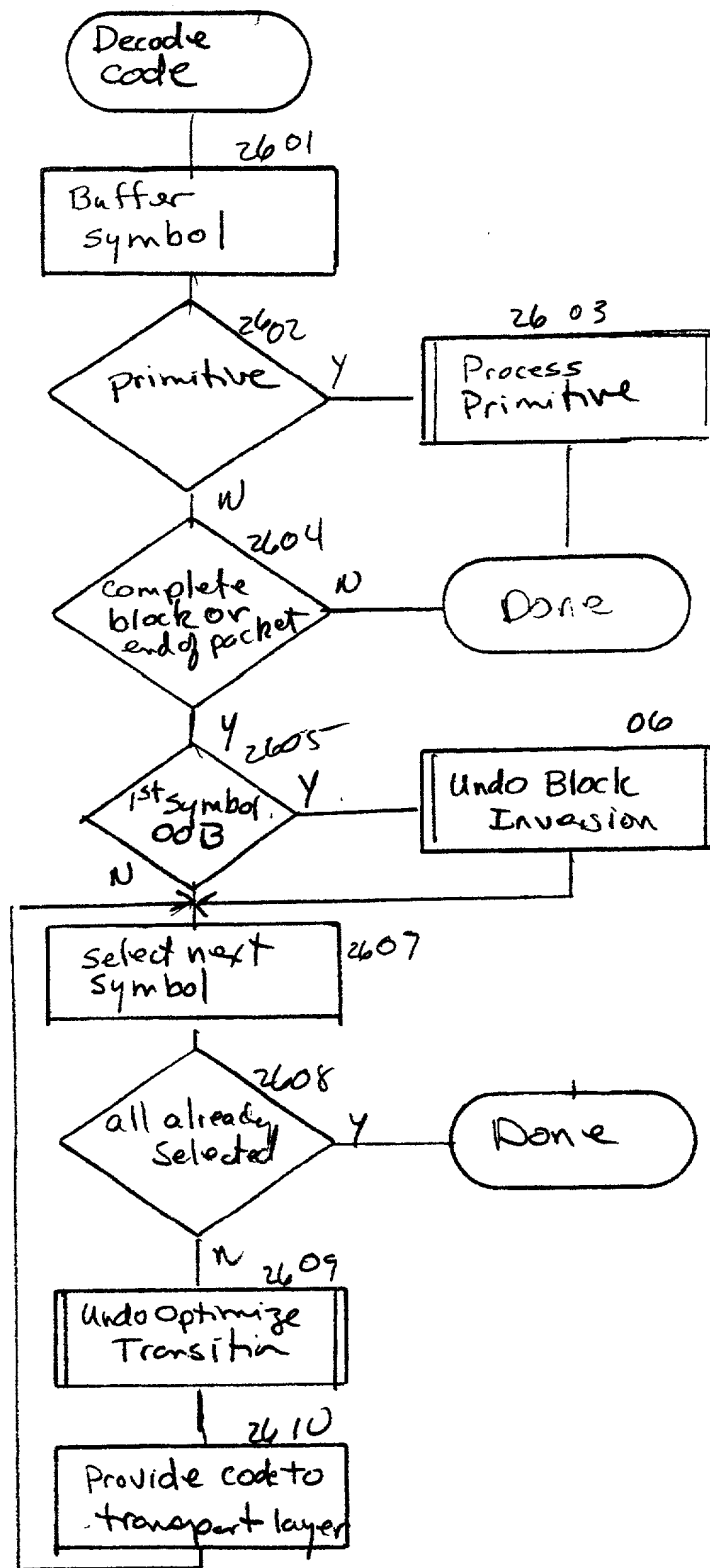 Decode
code
2601
Buffer
symbol
2602
primitive
Y
2603
Process
Primitive
N
2604
complete
block or
end of packet
N
Done
Y
2605
1st symbol
OOB
Y
06
Undo Block
Inversion
N
Select next
Symbol
2607
2608
all already
Selected
Y
Done
N
2609
Undo Optimize
Transition
2610
Provide code to
transport layer